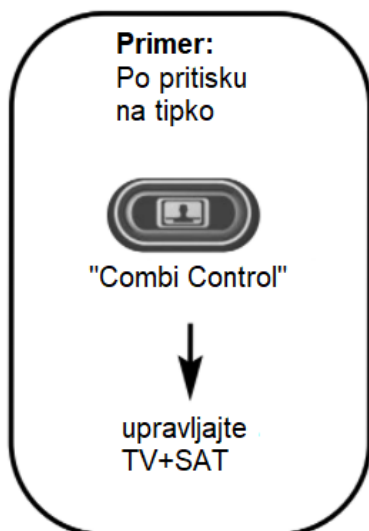 Primer:
Po pritisku
na tipko
"Combi Control"
upravljajte
TV+SAT